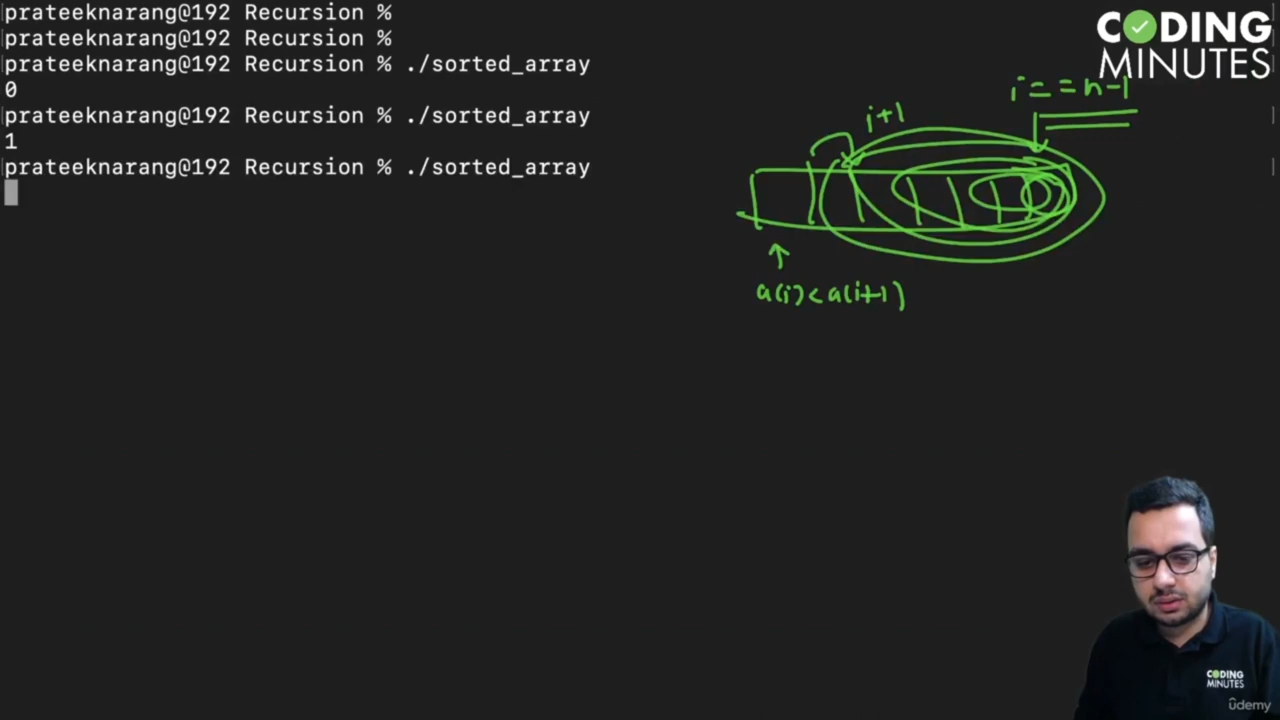 prateeknarang@192 Recursion %
prateeknarang@192 Recursion %
prateeknarang@192 Recursion % ./sorted_array
0
prateeknarang@192 Recursion % ./sorted_array
1
prateeknarang@192 Recursion % ./sorted_array
CODING
MINUTES
i==n-1
i+1
a(i)<a(i+1)
CODING
MINUTES
ûdemy